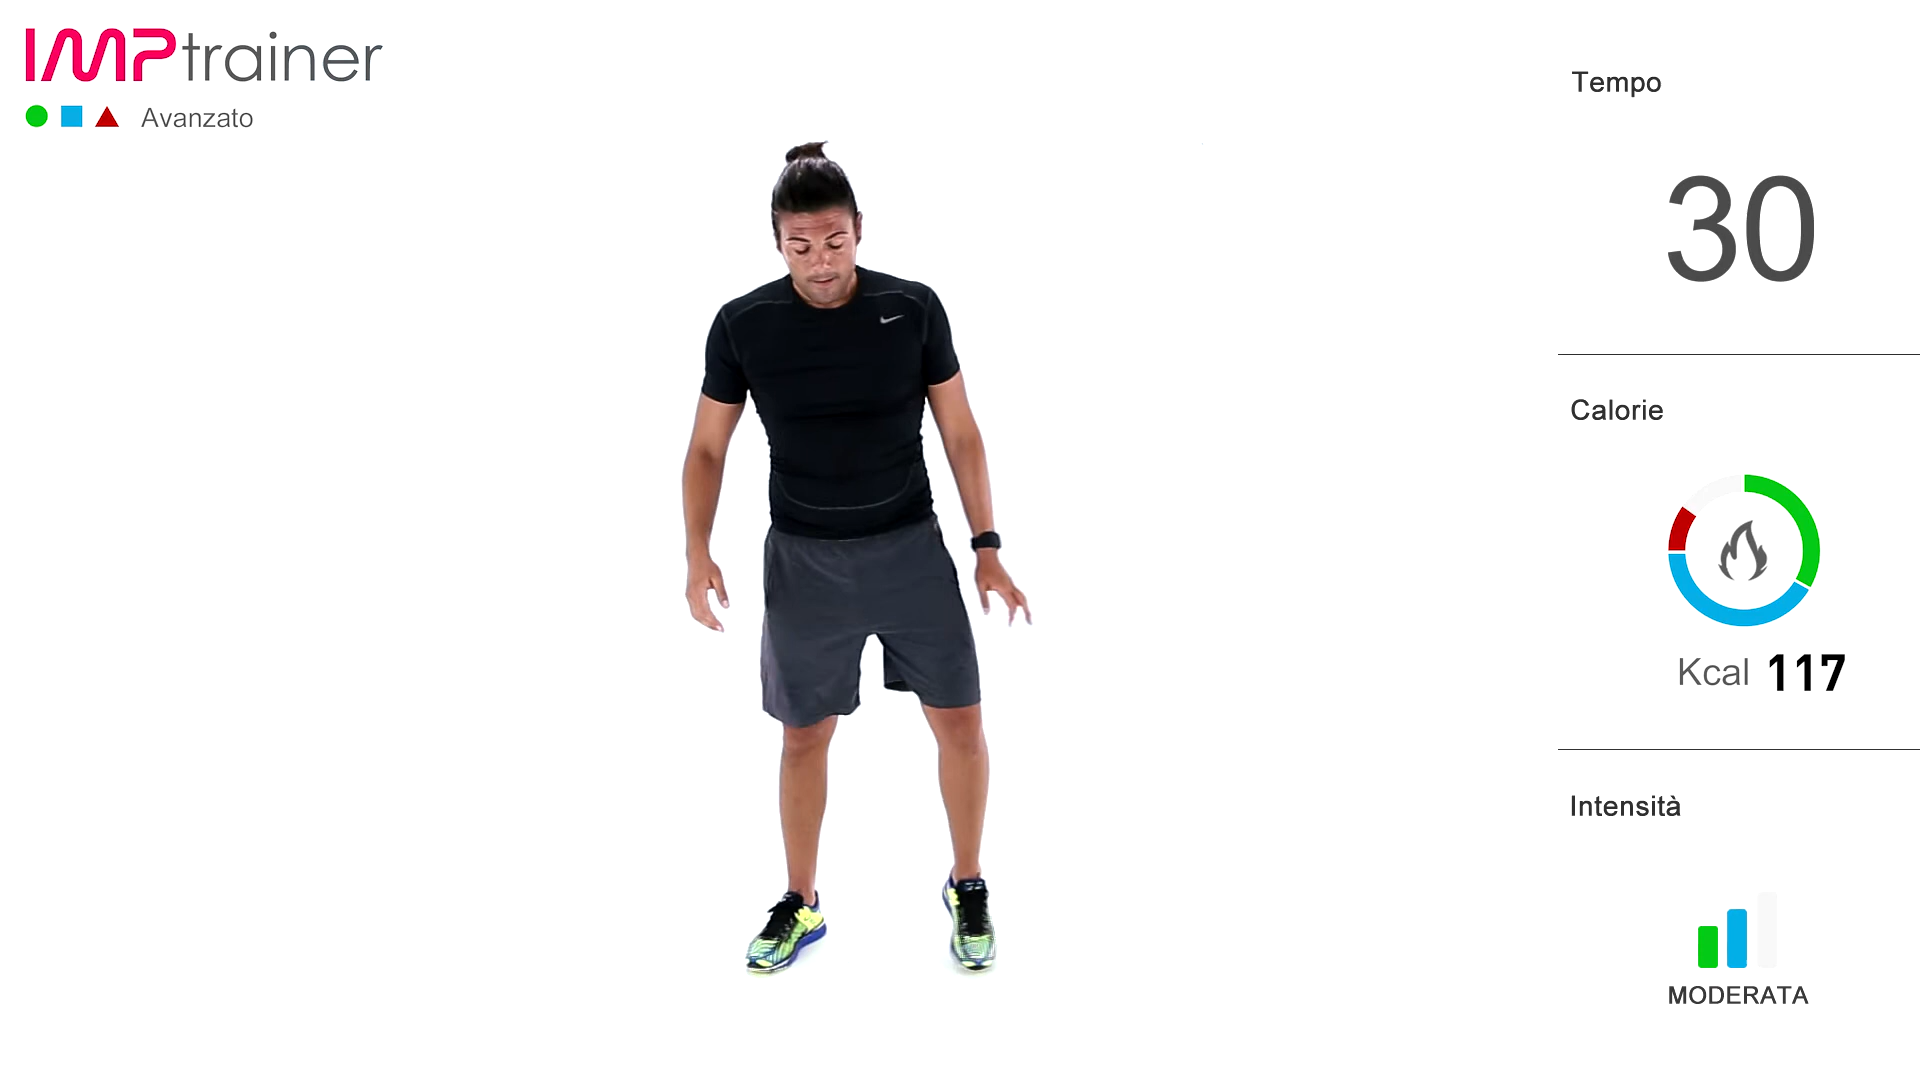 IMPtrainer
Avanzato
Tempo
30
Calorie
Kcal 117
Intensità
MODERATA